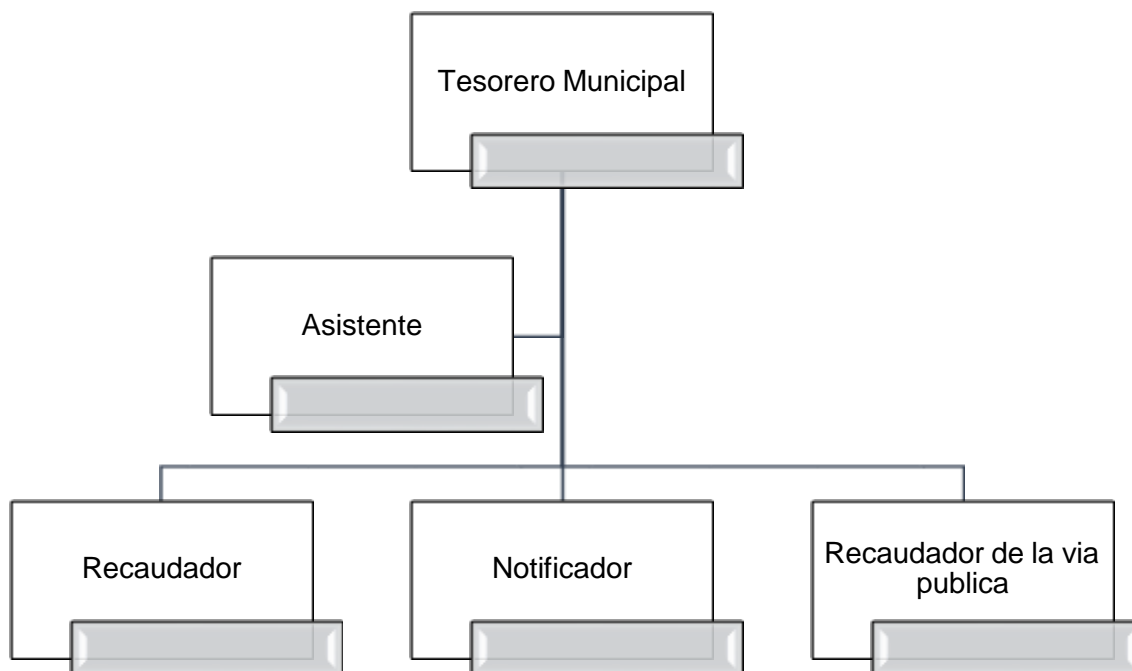 Tesorero Municipal
Asistente
Recaudador
Notificador
Recaudador de la via
publica